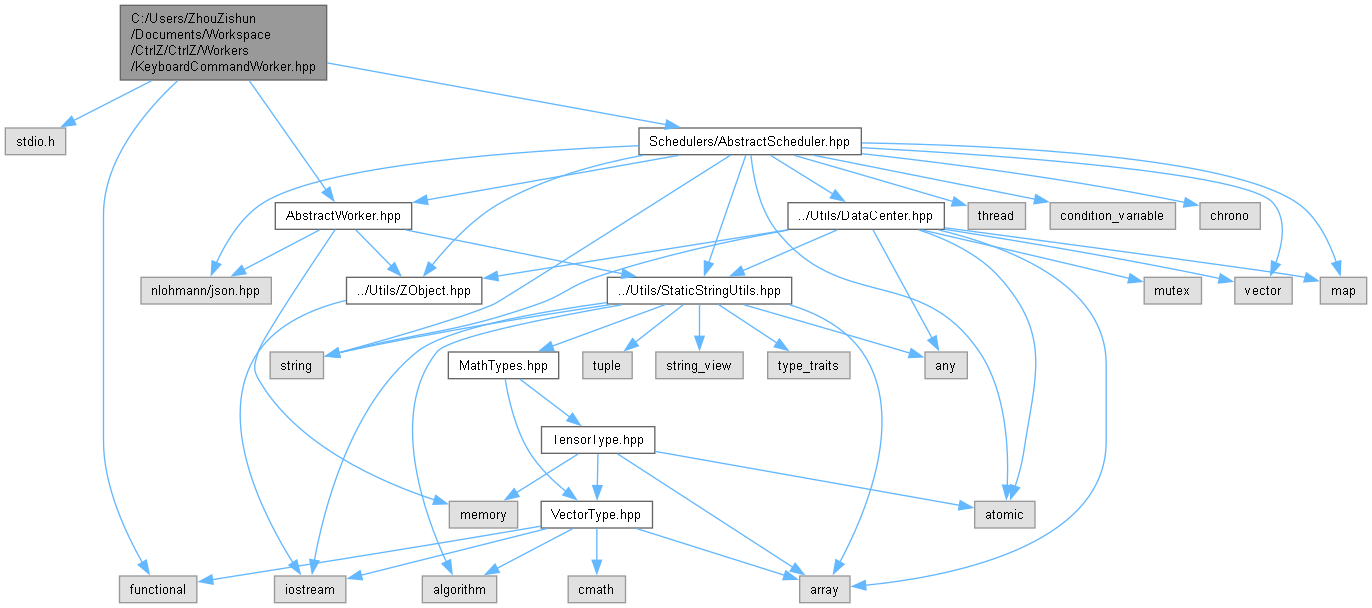 C:/Users/ZhouZishun
/Documents/Workspace
/CtrlZ/CtrlZ/Workers
/KeyboardCommandWorker.hpp
stdio.h
Schedulers/AbstractScheduler.hpp
AbstractWorker.hpp
../Utils/DataCenter.hpp
thread
condition_variable
chrono
nlohmann/json.hpp
../Utils/ZObject.hpp
../Utils/StaticStringUtils.hpp
mutex
vector
map
string
MathTypes.hpp
tuple
string_view
type_traits
any
TensorType.hpp
memory
VectorType.hpp
atomic
functional
iostream
algorithm
cmath
array